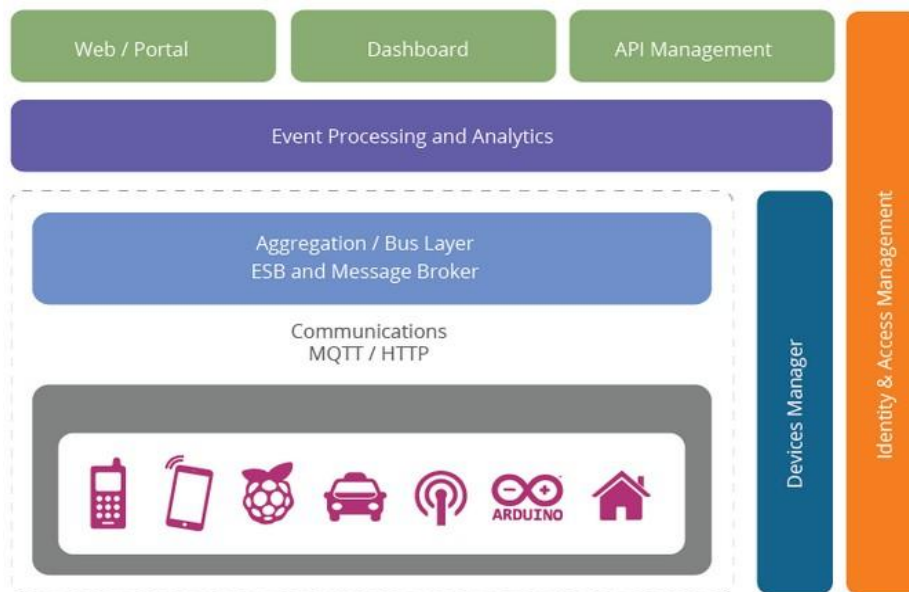 Web / Portal
Dashboard
API Management
Event Processing and Analytics
Aggregation / Bus Layer
ESB and Message Broker
Communications
MQTT / HTTP
ARDUINO
Devices Manager
Identity & Access Management